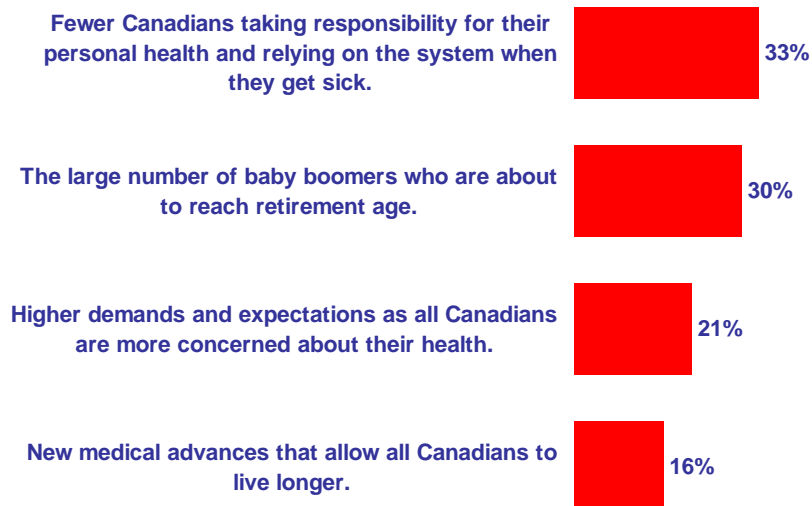 Fewer Canadians taking responsibility for their
personal health and relying on the system when
they get sick.
33%
The large number of baby boomers who are about
to reach retirement age.
30%
Higher demands and expectations as all Canadians
are more concerned about their health.
21%
New medical advances that allow all Canadians to
live longer.
16%